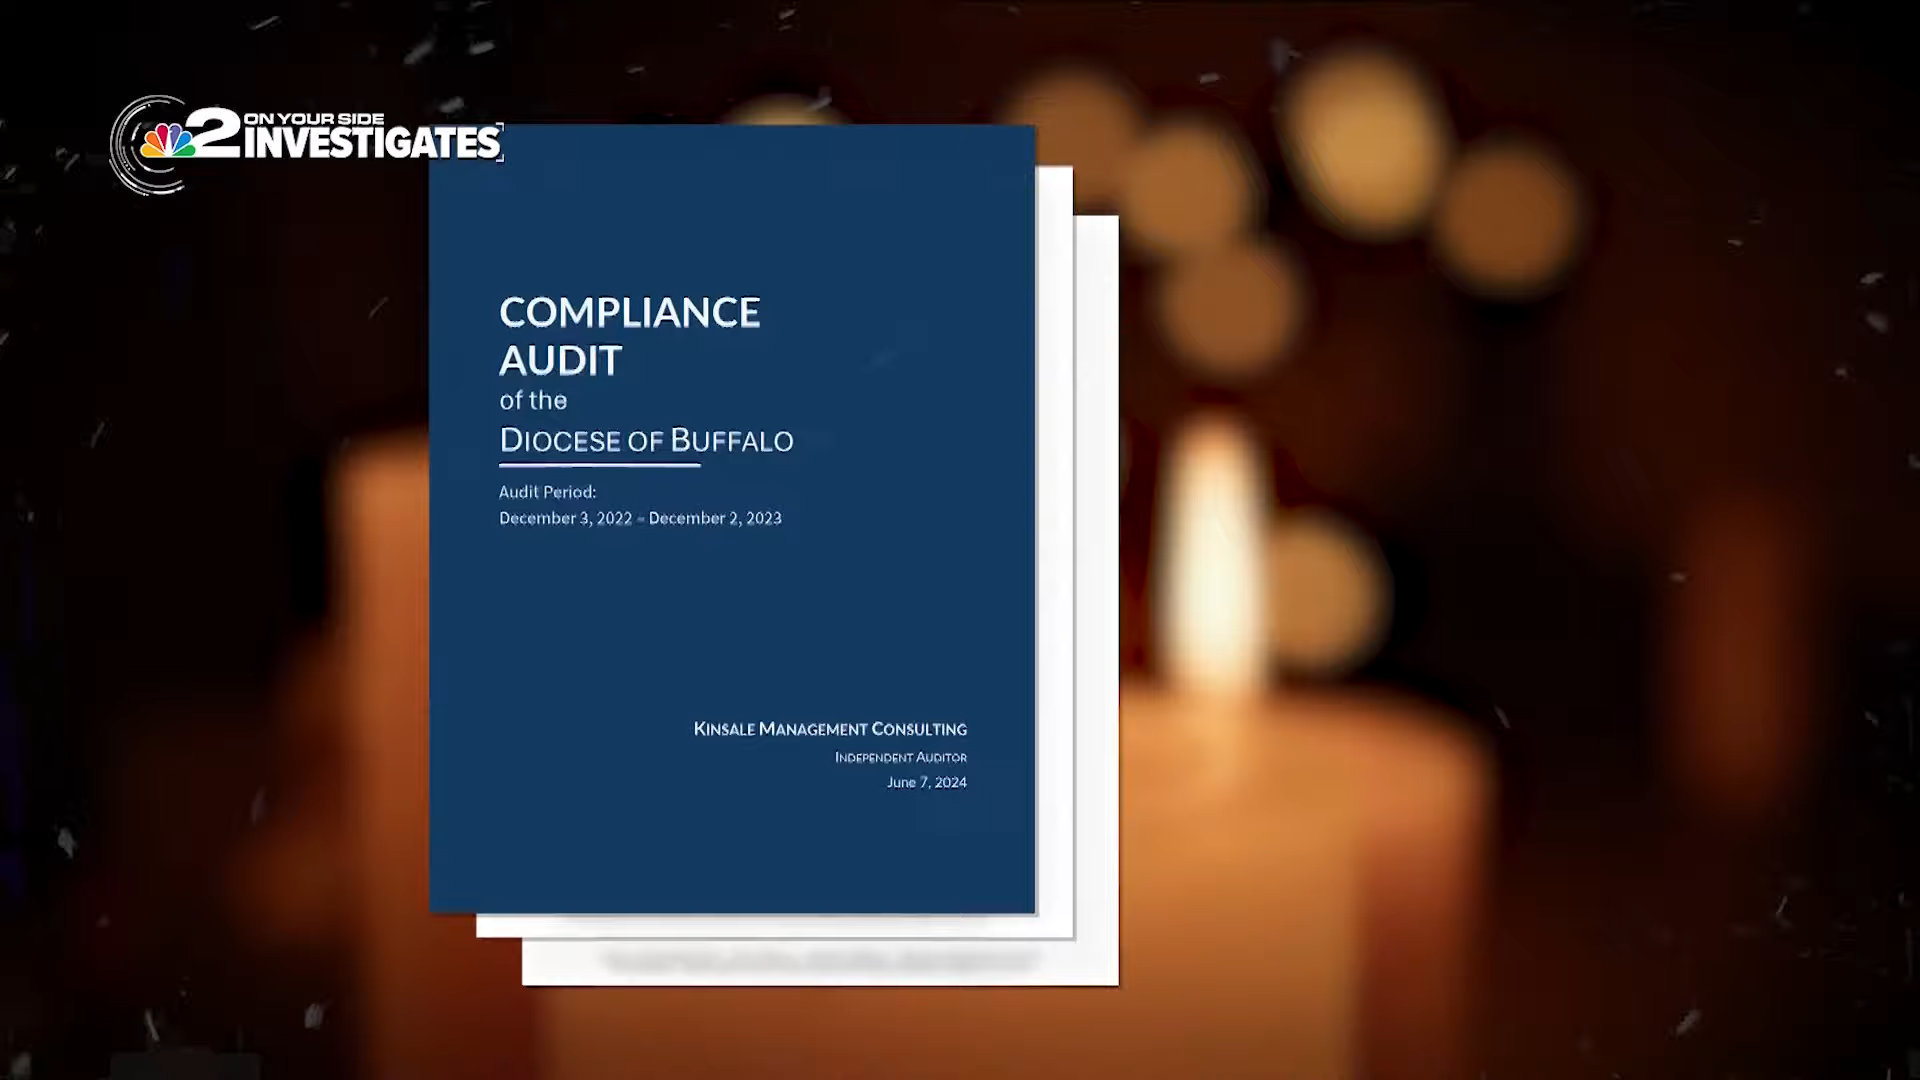 2 ON YOUR SIDE
INVESTIGATES
COMPLIANCE
AUDIT
of the
DIOCESE OF BUFFALO
Audit Period:
December 3, 2022 – December 2, 2023
KINSALE MANAGEMENT CONSULTING
INDEPENDENT AUDITOR
June 7, 2024